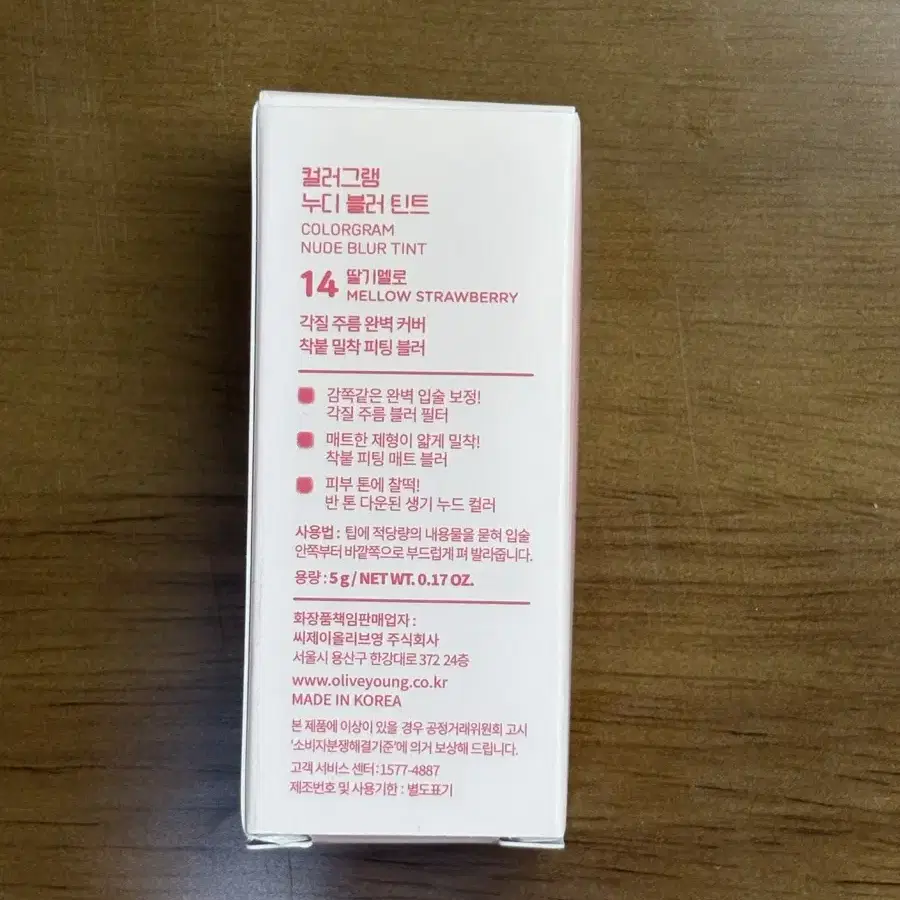 컬러그램
누디 블러 틴트
COLORGRAM
NUDE BLUR TINT
14 딸기멜로
MELLOW STRAWBERRY
각질 주름 완벽 커버
착붙 밀착 피팅 블러
감쪽같은 완벽 입술 보정!
각질 주름 블러 필터
매트한 제형이 얇게 밀착!
착붙 피팅 매트 블러
피부 톤에 찰떡!
반 톤 다운된 생기 누드 컬러
사용법 : 팁에 적당량의 내용물을 묻혀 입술
안쪽부터 바깥쪽으로 부드럽게 펴 발라줍니다.
용량 : 5 g / NET WT. 0.17 OZ.
화장품책임판매업자 :
씨제이올리브영 주식회사
서울시 용산구 한강대로 372 24층
www.oliveyoung.co.kr
MADE IN KOREA
본 제품에 이상이 있을 경우 공정거래위원회 고시
'소비자분쟁해결기준'에 의거 보상해 드립니다.
고객 서비스 센터 : 1577-4887
제조번호 및 사용기한 : 별도표기